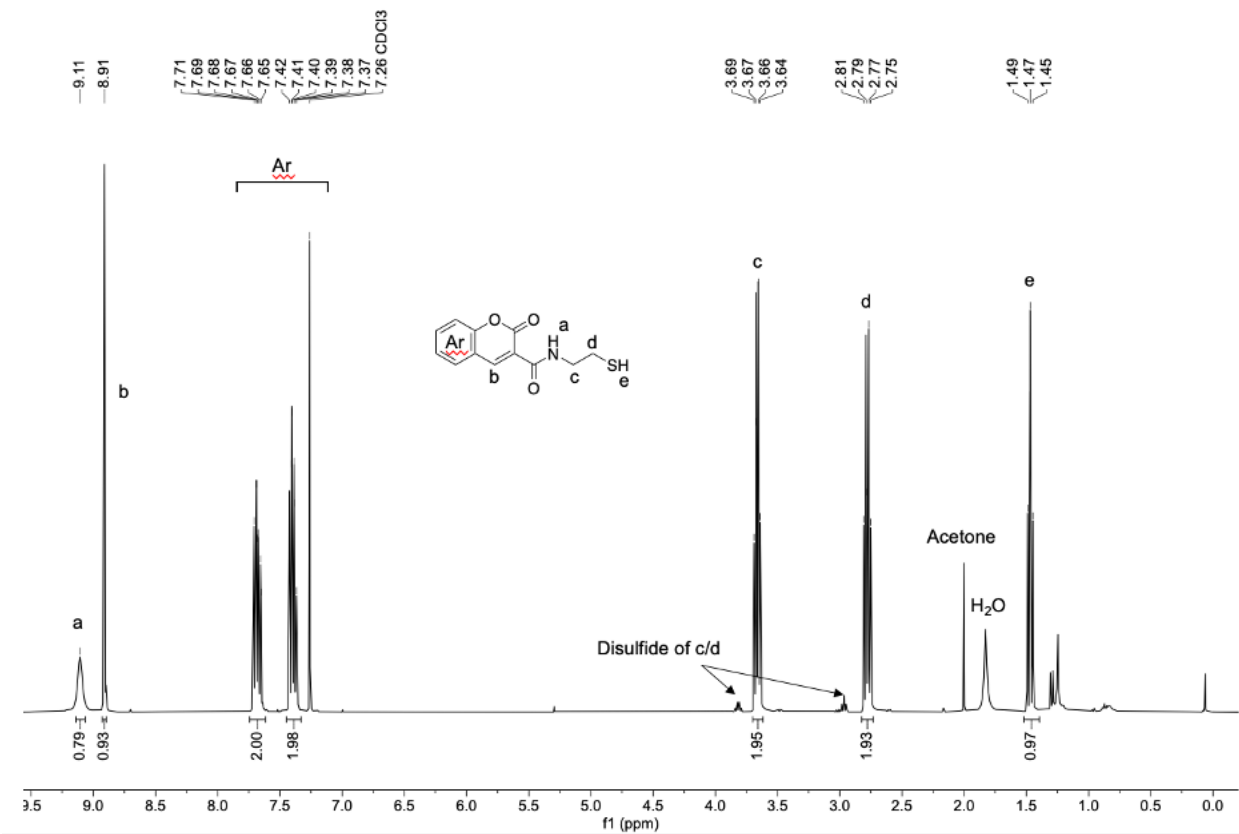 9.11
8.91
7.71
7.69
7.68
7.67
7.66
7.65
7.42
7.41
7.40
7.39
7.38
7.37
7.26 CDCl3
3.69
3.67
3.66
3.64
2.81
2.79
2.77
2.75
1.49
1.47
1.45
Ar
c
e
d
O
O
H
N
a
d
Ar
SH
e
b
O
c
b
Acetone
H2O
a
Disulfide of c/d
0.79
0.93
2.00
1.98
1.95
1.93
0.97
9.5 9.0 8.5 8.0 7.5 7.0 6.5 6.0 5.5 5.0 4.5 4.0 3.5 3.0 2.5 2.0 1.5 1.0 0.5 0.0
f1 (ppm)